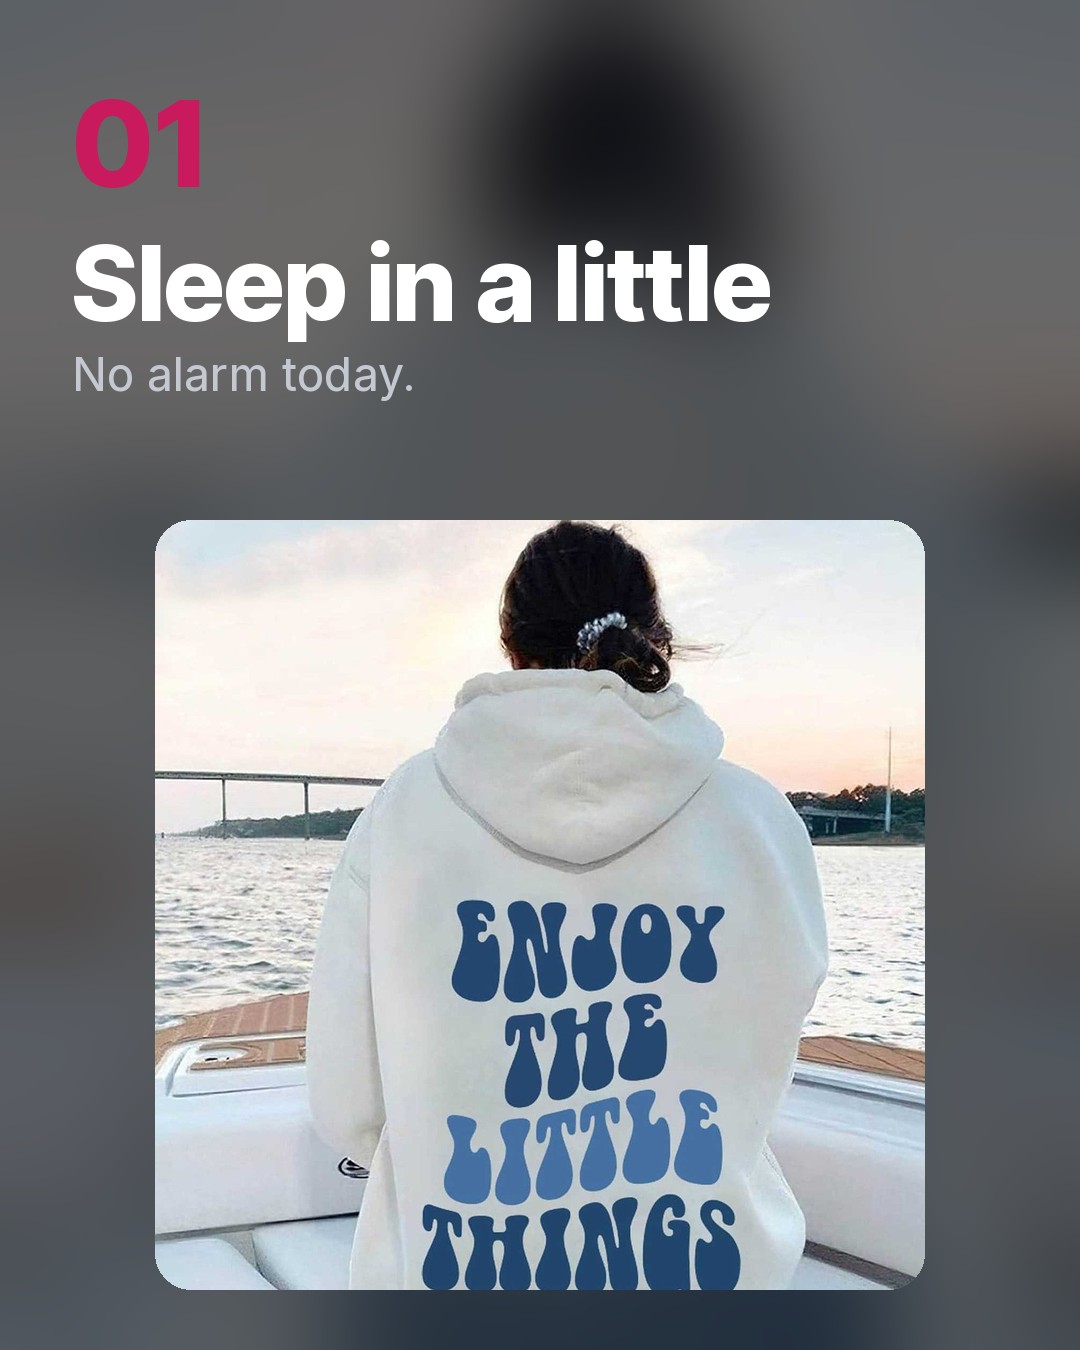 01
Sleep in a little
No alarm today.
ENJOY
THE
LITTLE
THINGS